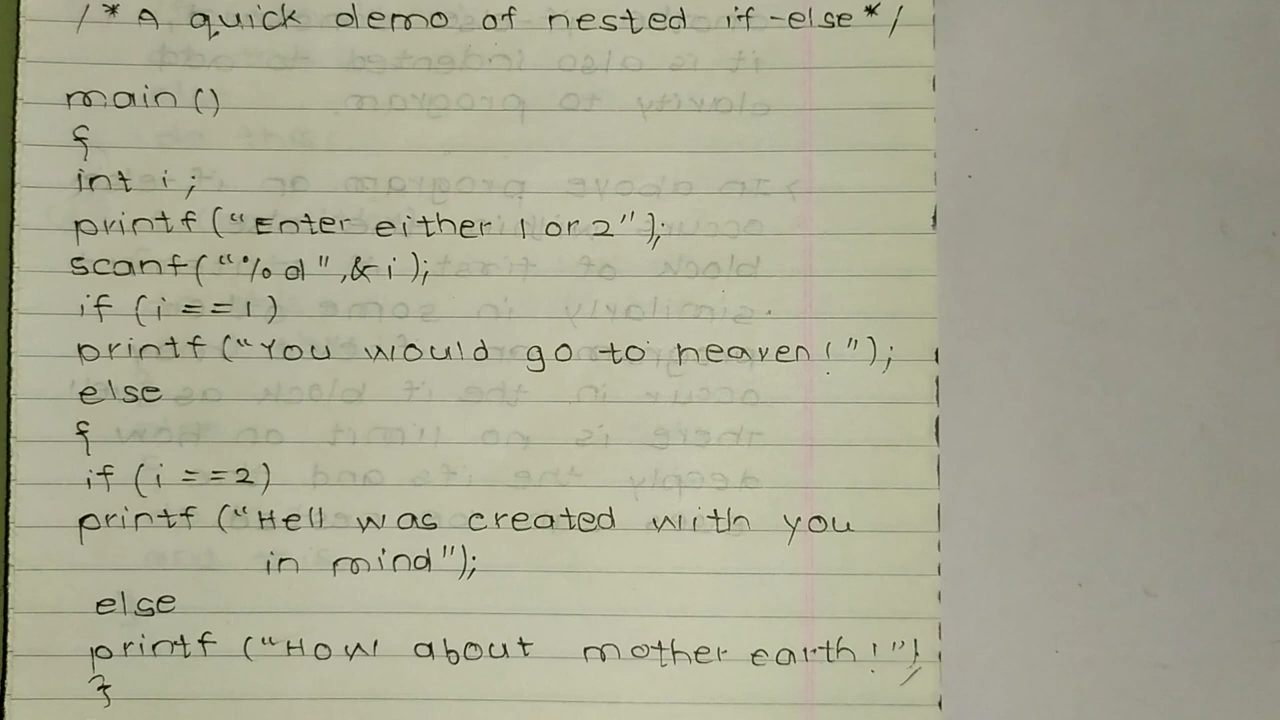 /* A quick demo of nested if-else */
main ()
{
int i ;
printf ("Enter either 1 or 2");
scanf ("%d",&i);
if (i ==1)
printf ("You would go to heaven!");
else
{
if (i ==2)
printf ("Hell was created with you
in mind");
else
printf ("How about mother earth!");
}